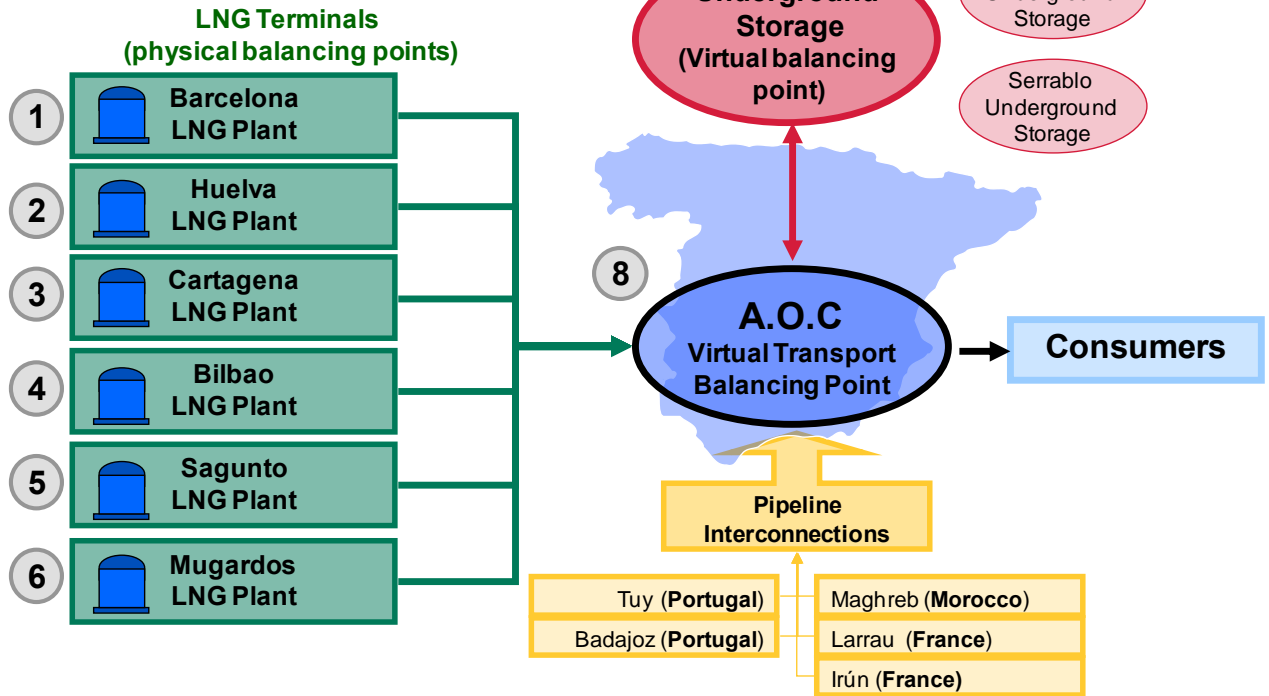 LNG Terminals
(physical balancing points)
1
Barcelona
LNG Plant
2
Huelva
LNG Plant
3
Cartagena
LNG Plant
4
Bilbao
LNG Plant
5
Sagunto
LNG Plant
6
Mugardos
LNG Plant
Storage
(Virtual balancing
point)
Storage
Serrablo
Underground
Storage
8
A.O.C
Virtual Transport
Balancing Point
Consumers
Pipeline
Interconnections
Tuy (Portugal)
Badajoz (Portugal)
Maghreb (Morocco)
Larrau (France)
Irún (France)